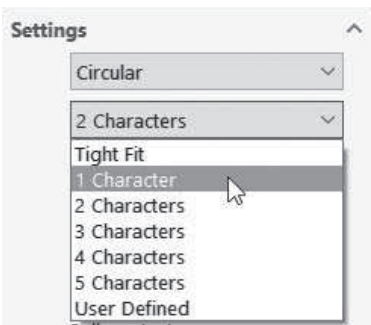 Settings
Circular
2 Characters
Tight Fit
1 Character
2 Characters
3 Characters
4 Characters
5 Characters
User Defined